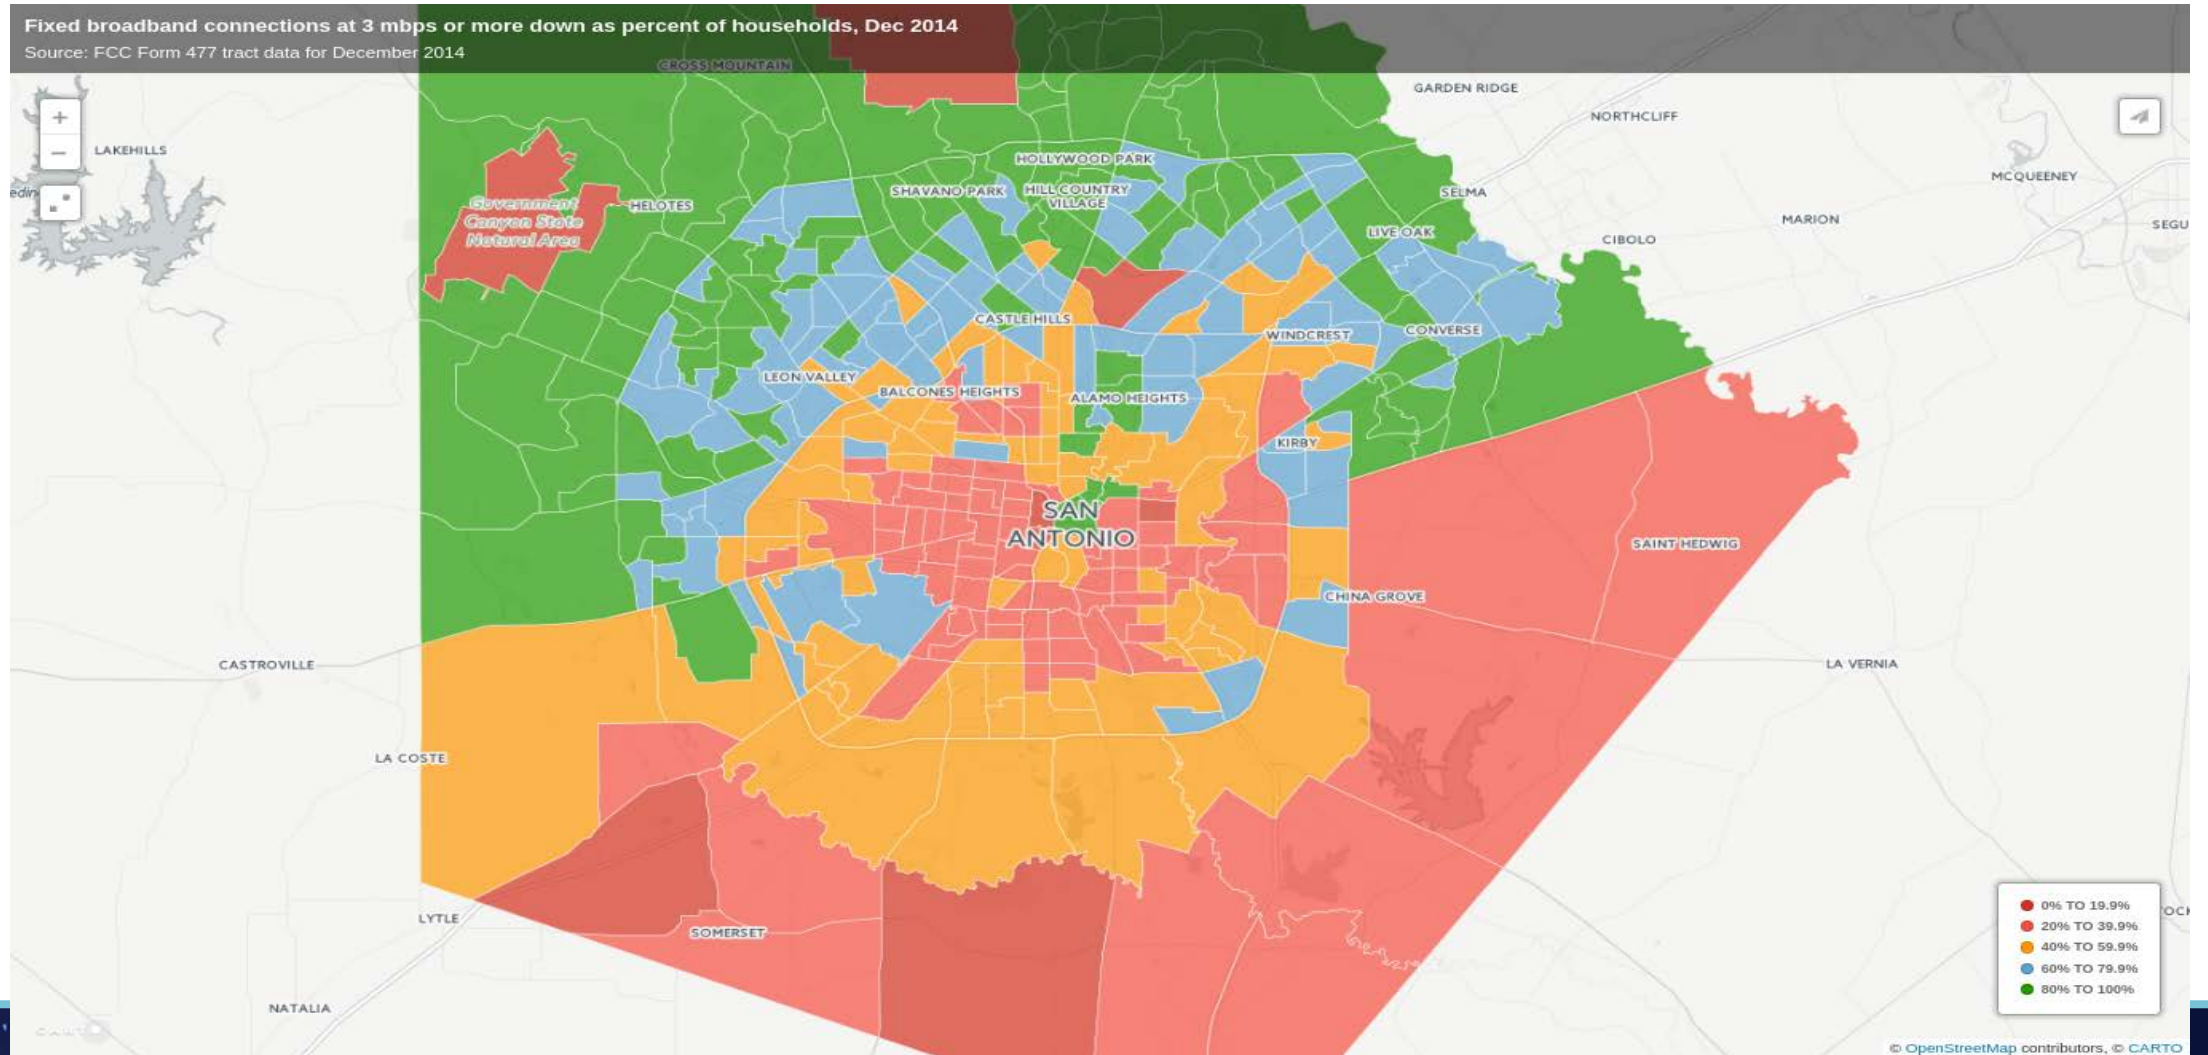 Fixed broadband connections at 3 mbps or more down as percent of households, Dec 2014
Source: FCC Form 477 tract data for December 2014
CROSS MOUNTAIN
GARDEN RIDGE
NORTHCLIFF
+
−
LAKEHILLS
HOLLYWOOD PARK
MCQUEENEY
edin
SHAVANO PARK
HILL COUNTRY
VILLAGE
SELMA
Government
Canyon State
Natural Area
HELOTES
MARION
SEGU
LIVE OAK
CIBOLO
CASTLE HILLS
WINDCREST
CONVERSE
LEON VALLEY
BALCONES HEIGHTS
ALAMO HEIGHTS
KIRBY
SAN
ANTONIO
SAINT HEDWIG
CHINA GROVE
CASTROVILLE
LA VERNIA
LA COSTE
LYTLE
SOMERSET
NATALIA
0% TO 19.9%
20% TO 39.9%
40% TO 59.9%
60% TO 79.9%
80% TO 100%
OCK
CARTO
© OpenStreetMap contributors, © CARTO